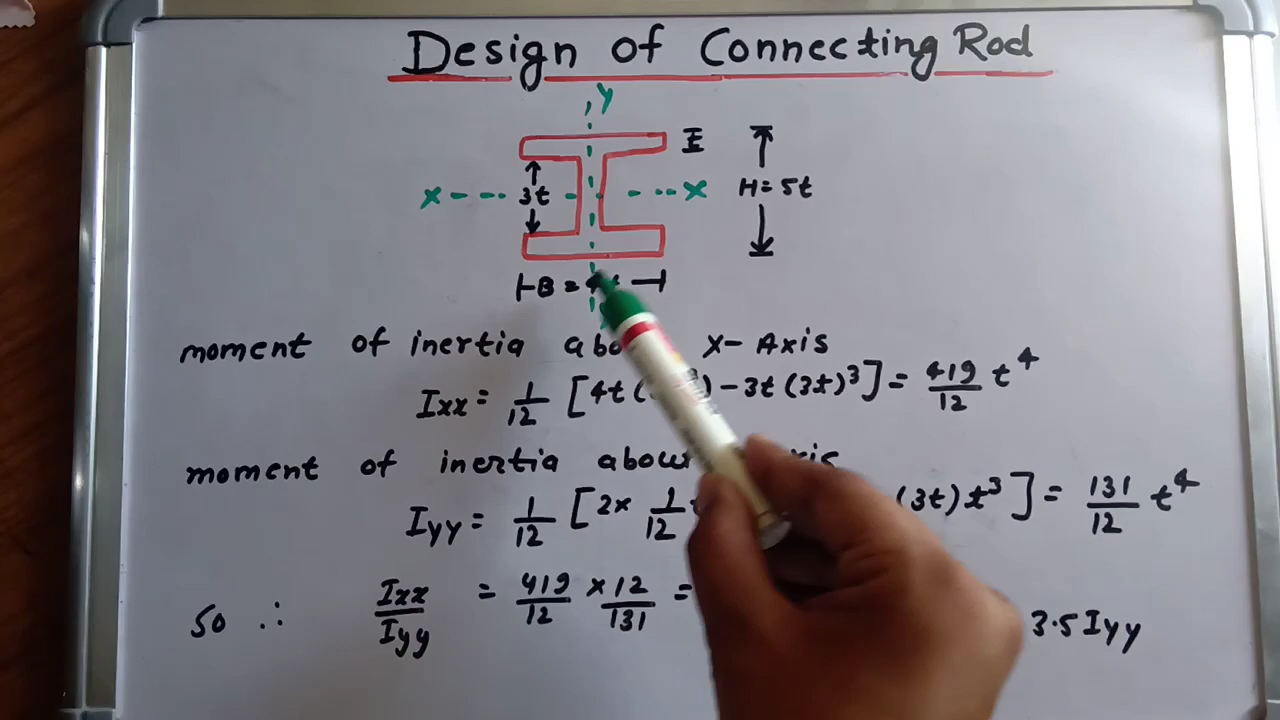 Design of Connecting Rod
y
I
x 3t x H = 5t
B =
moment of inertia X-Axis
Ixx = 1/12 [4t ( ) - 3t (3t)³] = 419/12 t⁴
moment of inertia
Iyy = 1/12 [2x 1/12 (3t) t³] = 131/12 t⁴
So ∴ Ixx/Iyy = 419/12 x 12/131 = 3.5 Iyy